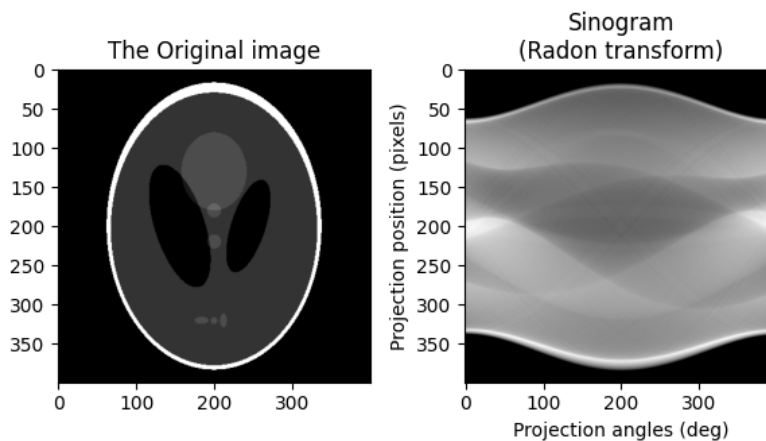 The Original image
0
50
100
150
200
250
300
350
0 100 200 300
Sinogram
(Radon transform)
Projection position (pixels)
0
50
100
150
200
250
300
350
0 100 200 300
Projection angles (deg)